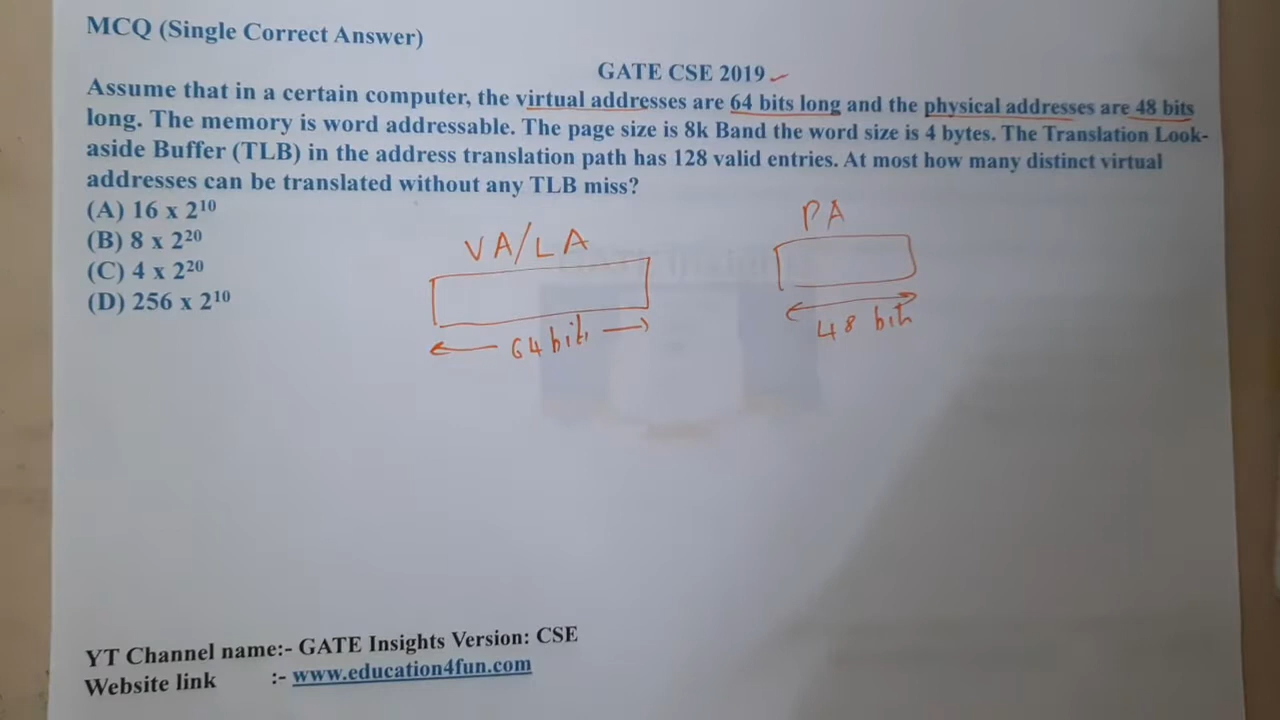 MCQ (Single Correct Answer)
GATE CSE 2019
Assume that in a certain computer, the virtual addresses are 64 bits long and the physical addresses are 48 bits
long. The memory is word addressable. The page size is 8k Band the word size is 4 bytes. The Translation Look-
aside Buffer (TLB) in the address translation path has 128 valid entries. At most how many distinct virtual
addresses can be translated without any TLB miss?
(A) 16 x 2¹⁰
(B) 8 x 2²⁰
(C) 4 x 2²⁰
(D) 256 x 2¹⁰
VA/LA
PA
64 bits
48 bit
YT Channel name:- GATE Insights Version: CSE
Website link :- www.education4fun.com